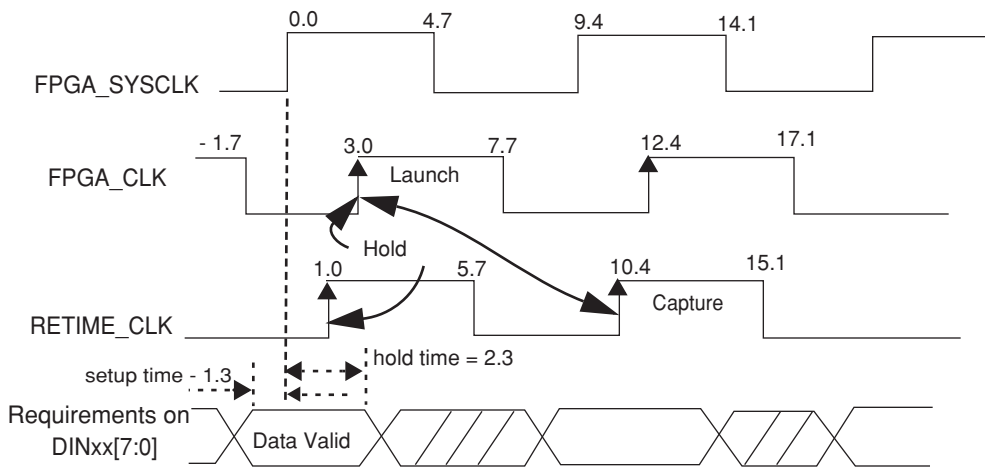 0.0 4.7 9.4 14.1
FPGA_SYSCLK
- 1.7 3.0 7.7 12.4 17.1
FPGA_CLK
Launch
Hold
1.0 5.7 10.4 15.1
Capture
RETIME_CLK
hold time = 2.3
setup time - 1.3
Requirements on
DINxx[7:0]
Data Valid